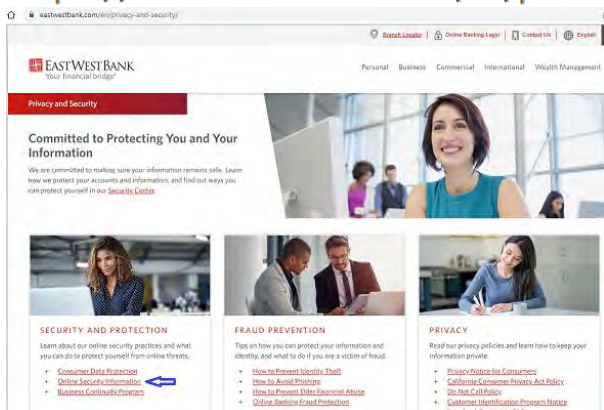 eastwestbank.com/en/privacy-and-security/
Branch Locator | Online Banking Login | Contact Us | English
EASTWESTBANK
Your financial bridge®
Personal Business Commercial International Wealth Management
Privacy and Security
Committed to Protecting You and Your
Information
We are committed to making sure your information remains safe. Learn
how we protect your accounts and information, and find out ways you
can protect yourself in our Security Center.
SECURITY AND PROTECTION
Learn about our online security practices and what
you can do to protect yourself from online threats.
• Consumer Data Protection
• Online Security Information
• Business Continuity Program
FRAUD PREVENTION
Tips on how you can protect your information and
identity, and what to do if you are a victim of fraud.
• How to Prevent Identity Theft
• How to Avoid Phishing
• How to Prevent Elder Financial Abuse
• Online Banking Fraud Protection
PRIVACY
Read our privacy policies and learn how to keep your
information private.
• Privacy Notice for Consumers
• California Consumer Privacy Act Policy
• Do Not Call Policy
• Customer Identification Program Notice